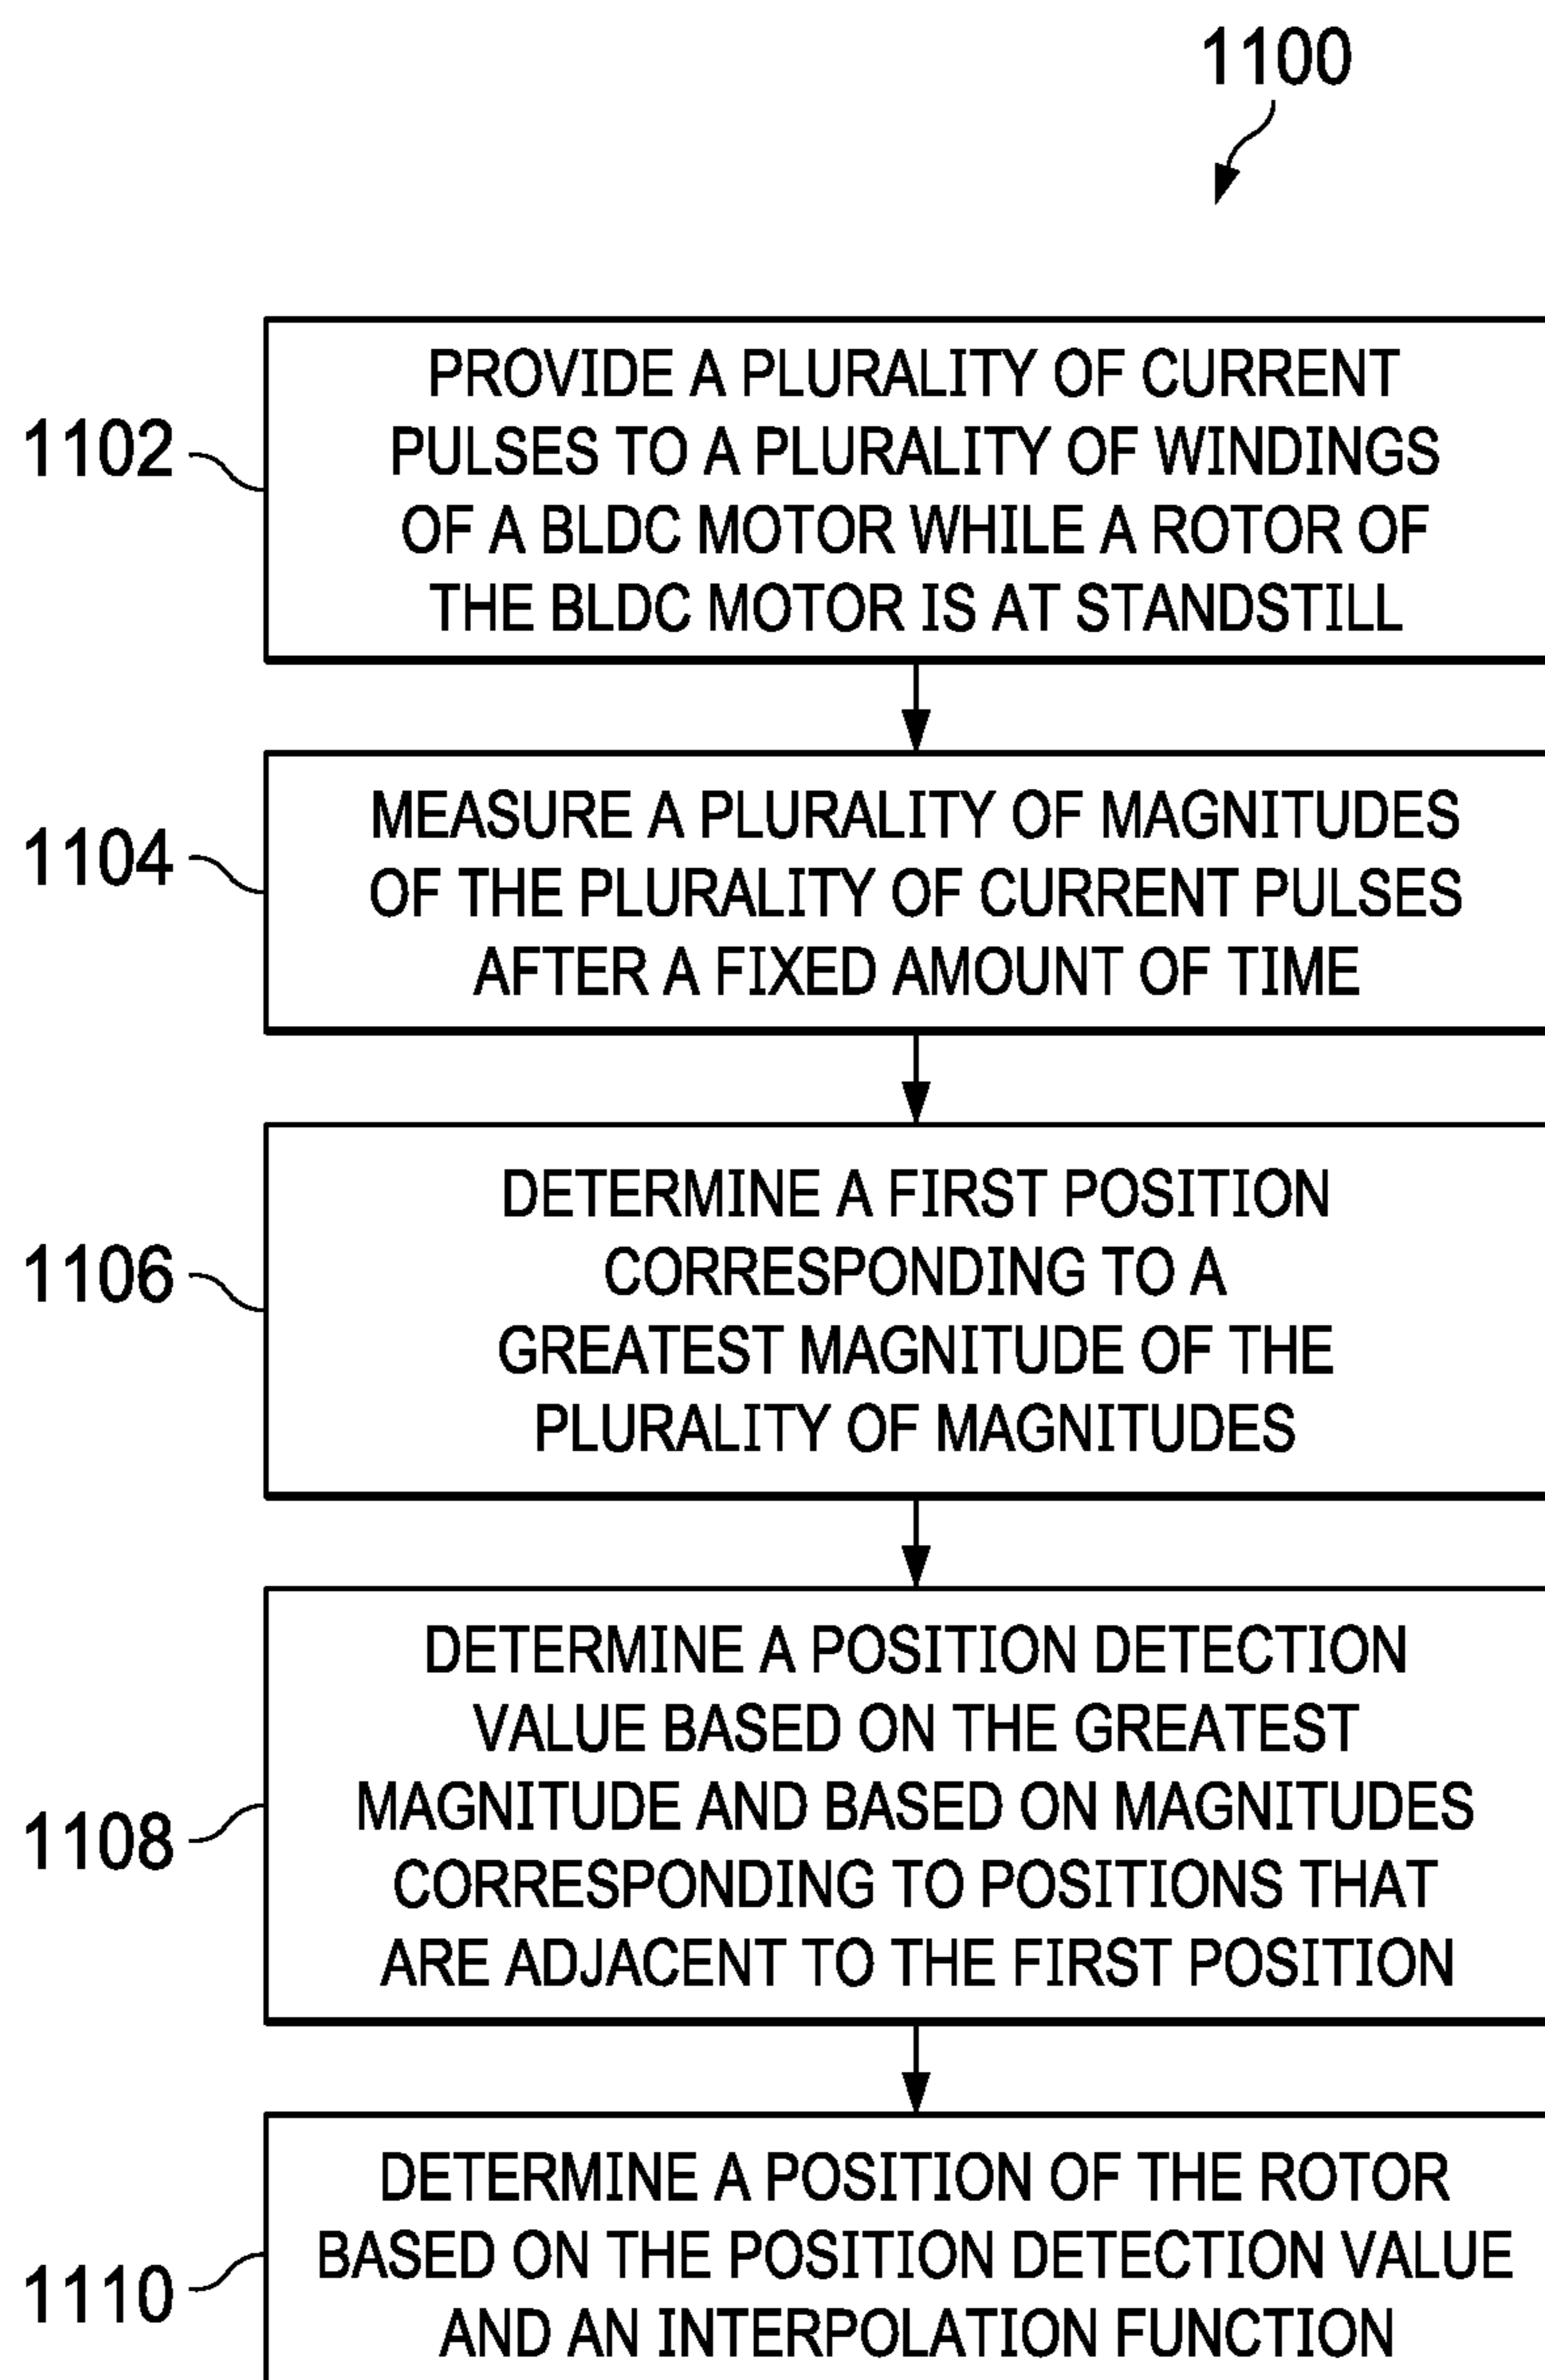 1100
1102
PROVIDE A PLURALITY OF CURRENT
PULSES TO A PLURALITY OF WINDINGS
OF A BLDC MOTOR WHILE A ROTOR OF
THE BLDC MOTOR IS AT STANDSTILL
1104
MEASURE A PLURALITY OF MAGNITUDES
OF THE PLURALITY OF CURRENT PULSES
AFTER A FIXED AMOUNT OF TIME
1106
DETERMINE A FIRST POSITION
CORRESPONDING TO A
GREATEST MAGNITUDE OF THE
PLURALITY OF MAGNITUDES
1108
DETERMINE A POSITION DETECTION
VALUE BASED ON THE GREATEST
MAGNITUDE AND BASED ON MAGNITUDES
CORRESPONDING TO POSITIONS THAT
ARE ADJACENT TO THE FIRST POSITION
1110
DETERMINE A POSITION OF THE ROTOR
BASED ON THE POSITION DETECTION VALUE
AND AN INTERPOLATION FUNCTION